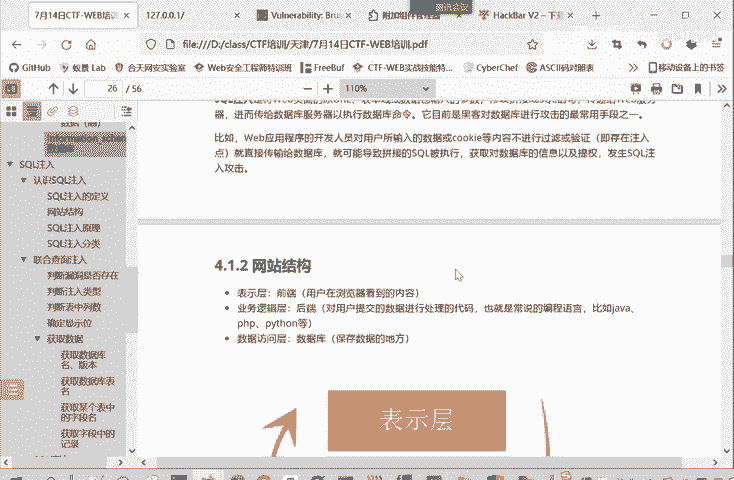 腾讯会议
7月14日CTF-WEB培训.pdf
127.0.0.1/
Vulnerability: Bru
附加组件管理器
HackBar V2 – 下载
file:///D:/class/CTF培训/天津/7月14日CTF-WEB培训.pdf
GitHub
蚁景 Lab
合天网安实验室
Web安全工程师特训班
FreeBuf
CTF-WEB实战技能特...
CyberChef
ASCII码对照表
移动设备上的书签
26 / 56
110%
Information_schem
SQL注入
认识SQL注入
SQL注入的定义
网站结构
SQL注入原理
SQL注入分类
联合查询注入
判断漏洞是否存在
判断注入类型
判断表中列数
确定显示位
获取数据
获取数据库
名、版本
获取数据库表
名
获取某个表中
的字段名
获取字段中的
记录
器，进而传给数据库服务器以执行数据库命令。它目前是黑客对数据库进行攻击的最常用手段之一。
比如，Web应用程序的开发人员对用户所输入的数据或cookie等内容不进行过滤或验证（即存在注入
点）就直接传输给数据库，就可能导致拼接的SQL被执行，获取对数据库的信息以及提权，发生SQL注
入攻击。
4.1.2 网站结构
• 表示层：前端（用户在浏览器看到的内容）
• 业务逻辑层：后端（对用户提交的数据进行处理的代码，也就是常说的编程语言，比如java、
php、python等）
• 数据访问层：数据库（保存数据的地方）
表示层